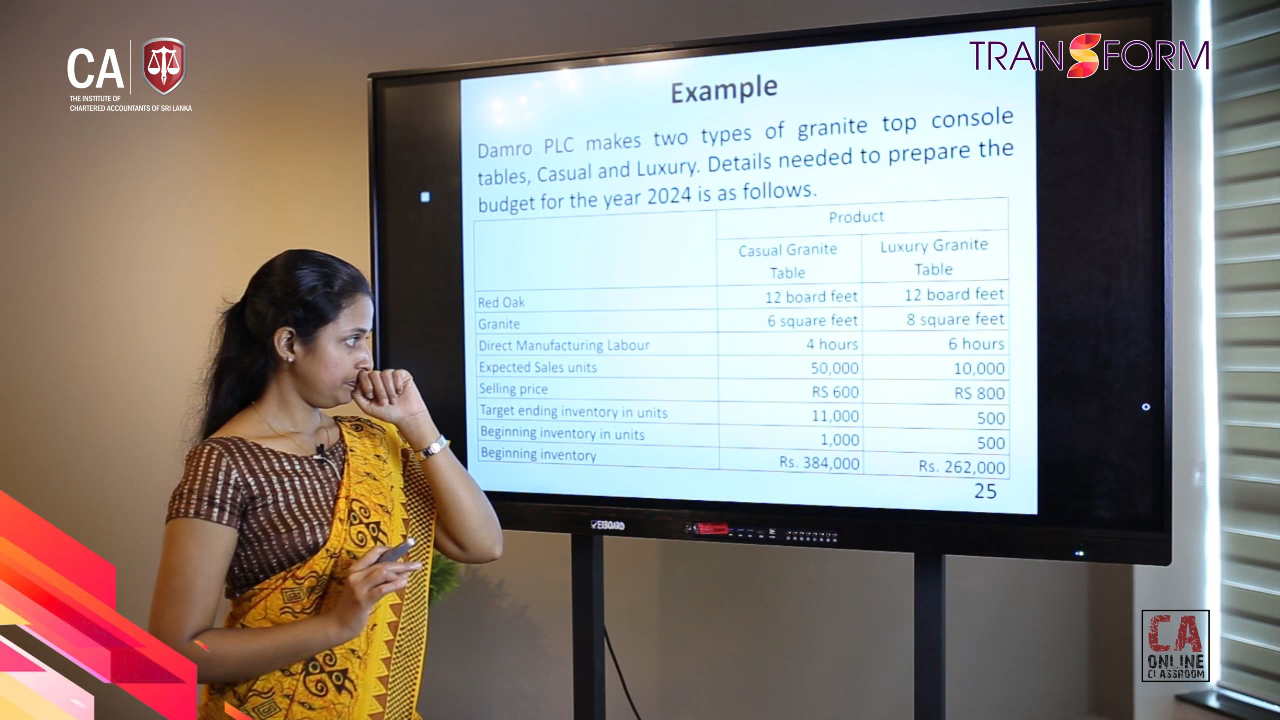 CA
THE INSTITUTE OF
CHARTERED ACCOUNTANTS OF SRI LANKA
TRANSFORM
Example
Damro PLC makes two types of granite top console
tables, Casual and Luxury. Details needed to prepare the
budget for the year 2024 is as follows.
Product
Casual Granite Table
Luxury Granite Table
Red Oak 12 board feet 12 board feet
Granite 6 square feet 8 square feet
Direct Manufacturing Labour 4 hours 6 hours
Expected Sales units 50,000 10,000
Selling price RS 600 RS 800
Target ending inventory in units 11,000 500
Beginning inventory in units 1,000 500
Beginning inventory Rs. 384,000 Rs. 262,000
25
EXBOARD
CA
ONLINE
CLASSROOM